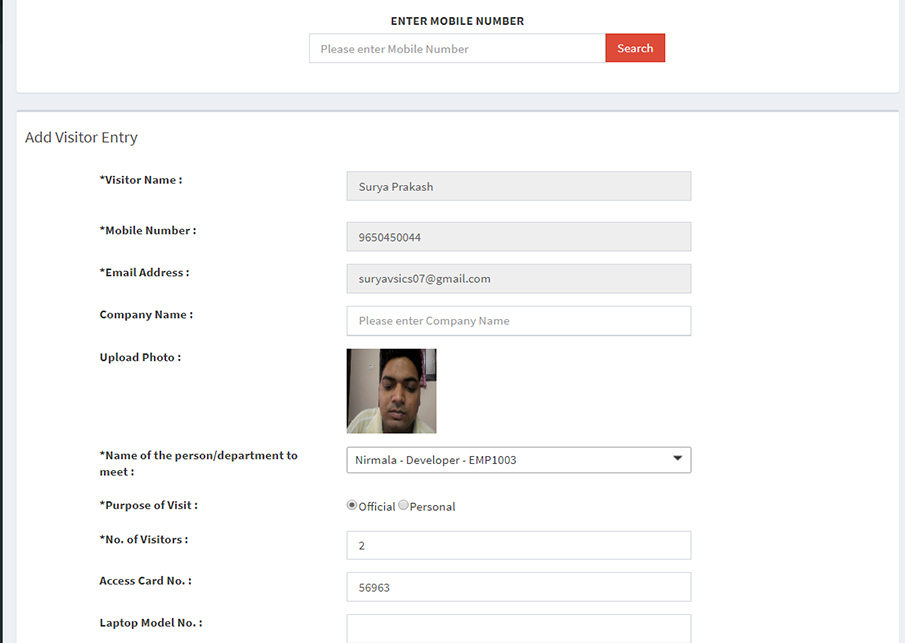 ENTER MOBILE NUMBER
Please enter Mobile Number Search
Add Visitor Entry
*Visitor Name : Surya Prakash
*Mobile Number : 9650450044
*Email Address : suryavsics07@gmail.com
Company Name : Please enter Company Name
Upload Photo :
*Name of the person/department to
meet : Nirmala - Developer - EMP1003
*Purpose of Visit : Official Personal
*No. of Visitors : 2
Access Card No. : 56963
Laptop Model No. :